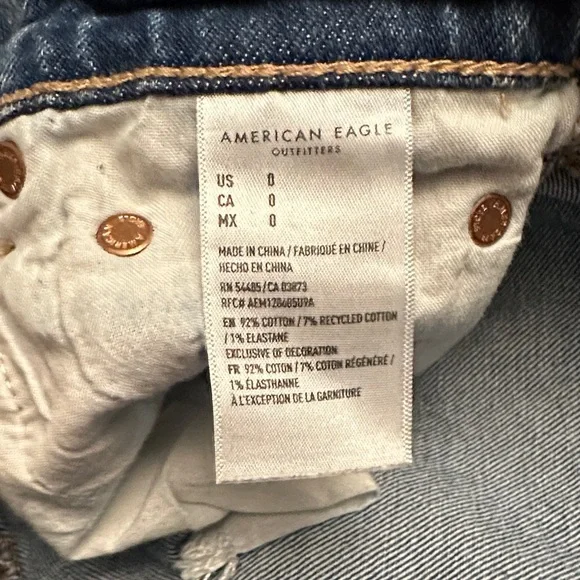 AMERICAN EAGLE
OUTFITTERS
US 0
CA 0
MX 0
MADE IN CHINA / FABRIQUÉ EN CHINE /
HECHO EN CHINA
RN 54485 / CA 03873
EN 92% COTTON / 7% RECYCLED COTTON
/ 1% ELASTANE
EXCLUSIVE OF DECORATION
FR 92% COTON / 7% COTON RÉGÉNÉRÉ /
1% ÉLASTHANNE
À L'EXCEPTION DE LA GARNITURE
AMERICAN